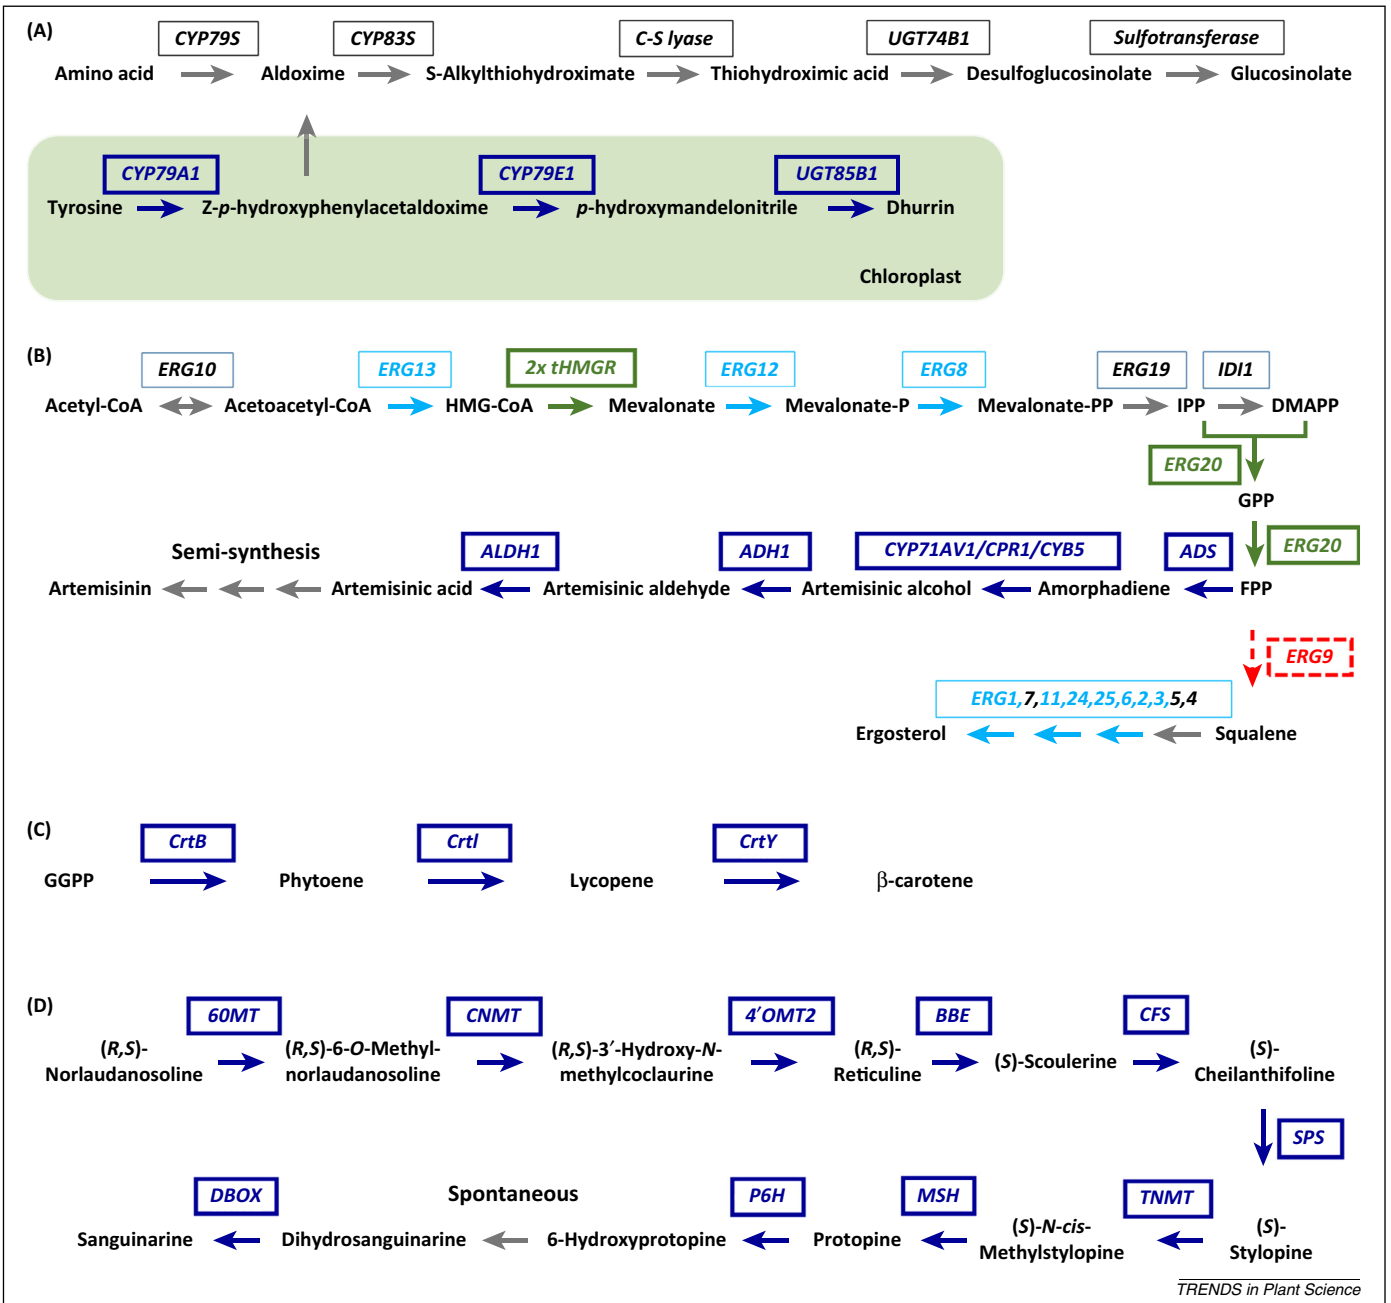 (A)
CYP79S CYP83S C-S lyase UGT74B1 Sulfotransferase
Amino acid Aldoxime S-Alkylthiohydroximate Thiohydroximic acid Desulfoglucosinolate Glucosinolate
CYP79A1 CYP79E1 UGT85B1
Tyrosine Z-p-hydroxyphenylacetaldoxime p-hydroxymandelonitrile Dhurrin
Chloroplast
(B)
ERG10 ERG13 2x tHMGR ERG12 ERG8 ERG19 IDI1
Acetyl-CoA Acetoacetyl-CoA HMG-CoA Mevalonate Mevalonate-P Mevalonate-PP IPP DMAPP
ERG20
GPP
Semi-synthesis ALDH1 ADH1 CYP71AV1/CPR1/CYB5 ADS ERG20
Artemisinin Artemisinic acid Artemisinic aldehyde Artemisinic alcohol Amorphadiene FPP
ERG9
ERG1,7,11,24,25,6,2,3,5,4
Ergosterol Squalene
(C)
CrtB CrtI CrtY
GGPP Phytoene Lycopene β-carotene
(D)
60MT CNMT 4′OMT2 BBE CFS
(R,S)- (R,S)-6-O-Methyl- (R,S)-3′-Hydroxy-N- (R,S)- (S)-Scoulerine (S)-
Norlaudanosoline norlaudanosoline methylcoclaurine Reticuline Cheilanthifoline
SPS
DBOX Spontaneous P6H MSH TNMT
Sanguinarine Dihydrosanguinarine 6-Hydroxyprotopine Protopine (S)-N-cis- (S)-
Methylstylopine Stylopine
TRENDS in Plant Science